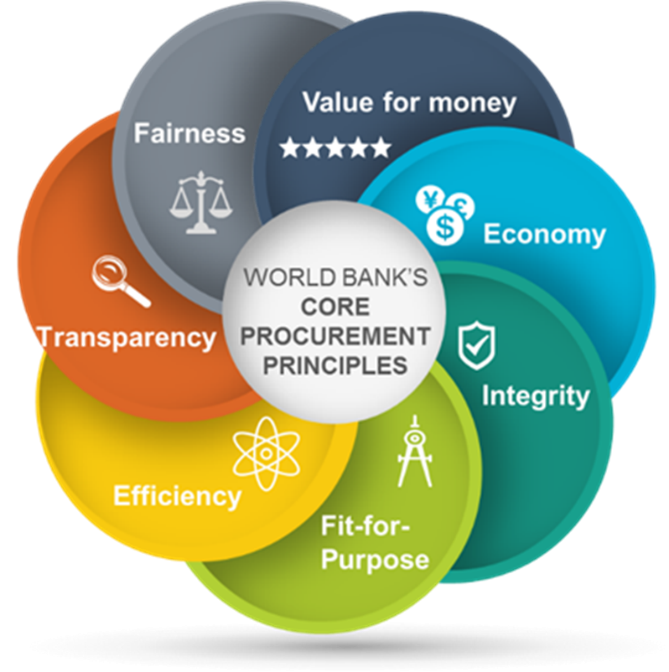 Value for money
Fairness
¥ € $
Economy
WORLD BANK'S
CORE
PROCUREMENT
PRINCIPLES
Transparency
Integrity
Efficiency
Fit-for-
Purpose